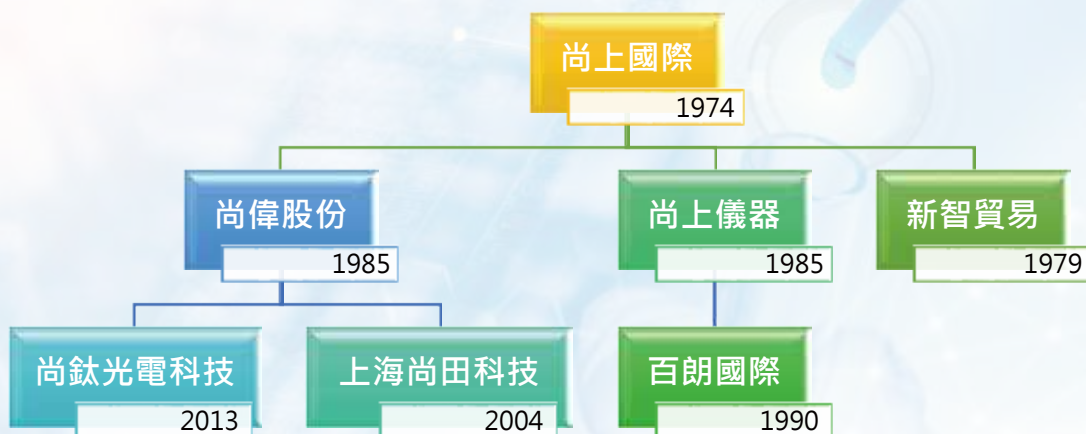 尚上國際
1974
尚偉股份
1985
尚上儀器
1985
新智貿易
1979
尚鈦光電科技
2013
上海尚田科技
2004
百朗國際
1990